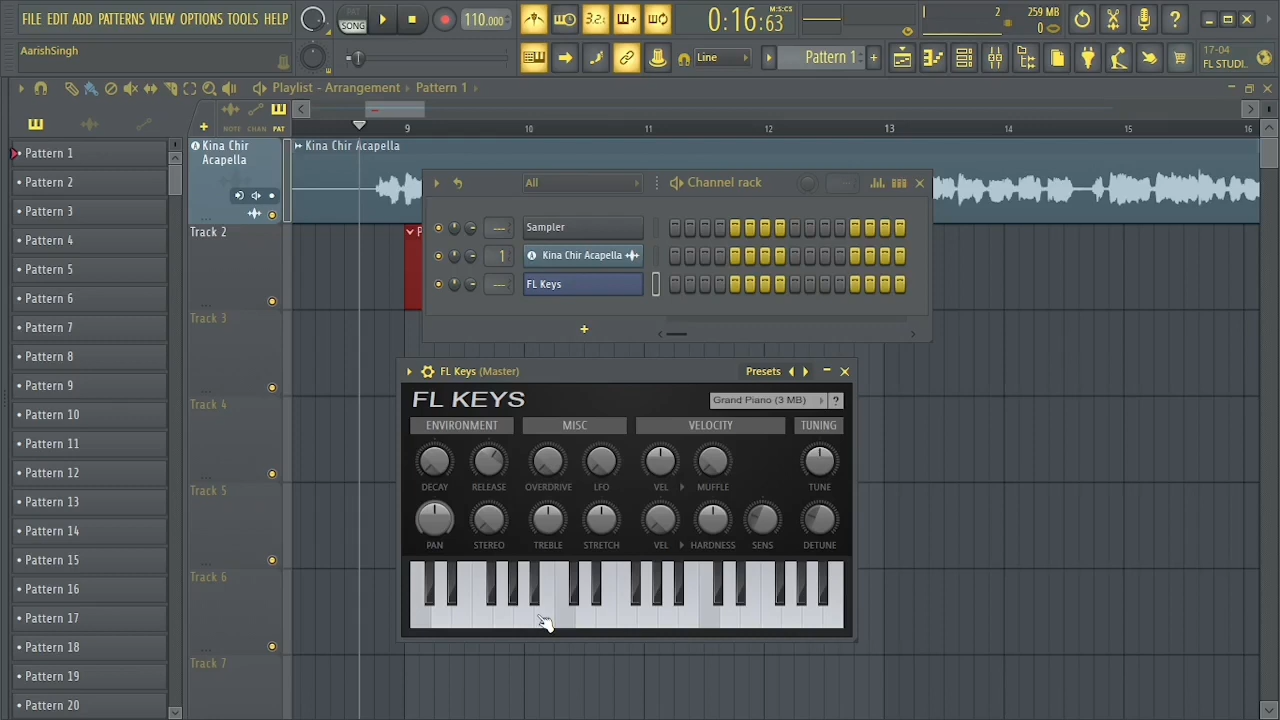 FILE EDIT ADD PATTERNS VIEW OPTIONS TOOLS HELP
PAT
SONG
110.000
3.2
0:16:63
M:S:CS
2
259 MB
0
AarishSingh
Line
Pattern 1
+
17-04
FL STUDI..
Playlist - Arrangement
Pattern 1
NOTE CHAN PAT
9 10 11 12 13 14 15 16
Pattern 1
Pattern 2
Pattern 3
Pattern 4
Pattern 5
Pattern 6
Pattern 7
Pattern 8
Pattern 9
Pattern 10
Pattern 11
Pattern 12
Pattern 13
Pattern 14
Pattern 15
Pattern 16
Pattern 17
Pattern 18
Pattern 19
Pattern 20
Kina Chir
Acapella
Track 2
Track 3
Track 4
Track 5
Track 6
Track 7
Kina Chir Acapella
All
Channel rack
Sampler
1
Kina Chir Acapella
FL Keys
+
FL Keys (Master)
Presets
FL KEYS
Grand Piano (3 MB)
?
ENVIRONMENT MISC VELOCITY TUNING
DECAY RELEASE OVERDRIVE LFO VEL MUFFLE TUNE
PAN STEREO TREBLE STRETCH VEL HARDNESS SENS DETUNE